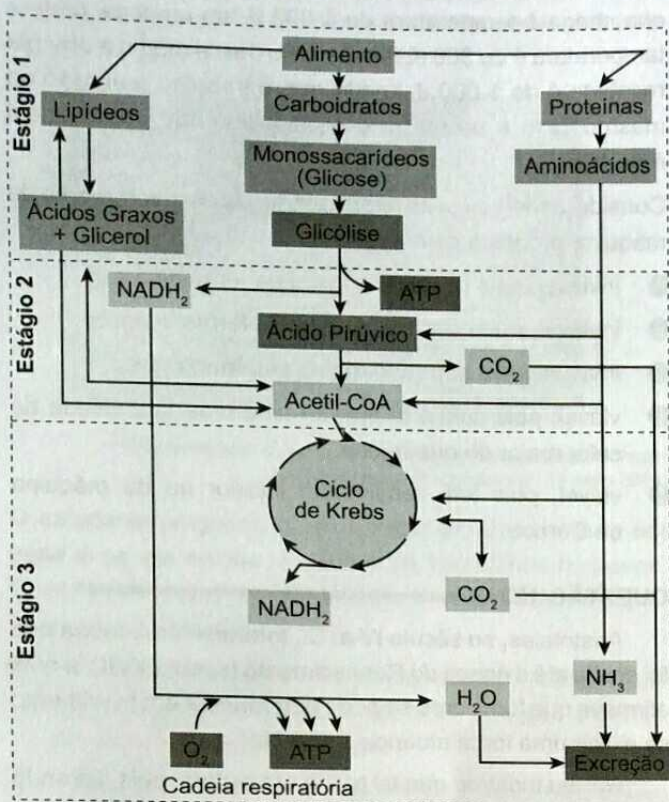 Estágio 1
Alimento
Lipídeos
Carboidratos
Proteínas
Monossacarídeos
(Glicose)
Aminoácidos
Ácidos Graxos
+ Glicerol
Glicólise
Estágio 2
NADH2
ATP
Ácido Pirúvico
CO2
Acetil-CoA
Estágio 3
Ciclo
de Krebs
NADH2
CO2
H2O
NH3
O2
ATP
Excreção
Cadeia respiratória